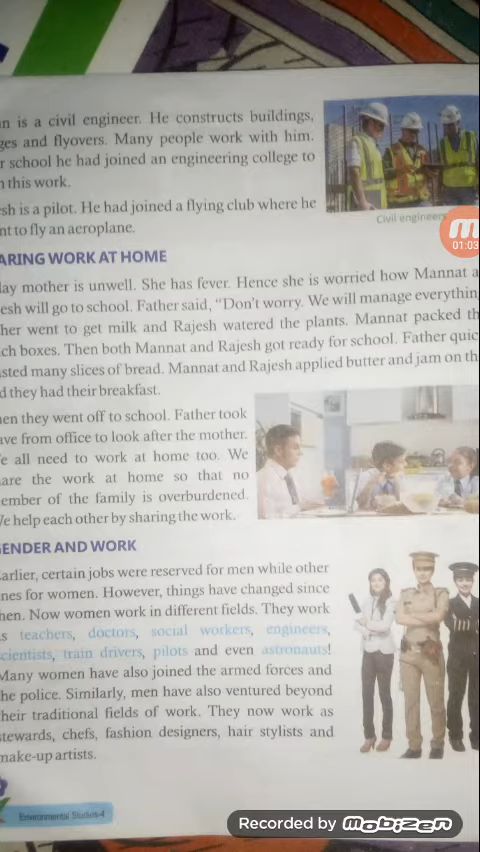 n is a civil engineer. He constructs buildings,
ges and flyovers. Many people work with him.
r school he had joined an engineering college to
n this work.
sh is a pilot. He had joined a flying club where he
nt to fly an aeroplane.
Civil engineers
01:03
ARING WORK AT HOME
lay mother is unwell. She has fever. Hence she is worried how Mannat a
esh will go to school. Father said, “Don't worry. We will manage everythin
her went to get milk and Rajesh watered the plants. Mannat packed th
ch boxes. Then both Mannat and Rajesh got ready for school. Father quic
asted many slices of bread. Mannat and Rajesh applied butter and jam on th
d they had their breakfast.
en they went off to school. Father took
ave from office to look after the mother.
e all need to work at home too. We
are the work at home so that no
ember of the family is overburdened.
We help each other by sharing the work.
GENDER AND WORK
Earlier, certain jobs were reserved for men while other
ones for women. However, things have changed since
then. Now women work in different fields. They work
as teachers, doctors, social workers, engineers,
scientists, train drivers, pilots and even astronauts!
Many women have also joined the armed forces and
the police. Similarly, men have also ventured beyond
their traditional fields of work. They now work as
stewards, chefs, fashion designers, hair stylists and
make-up artists.
Environmental Studies-4
Recorded by mobizen